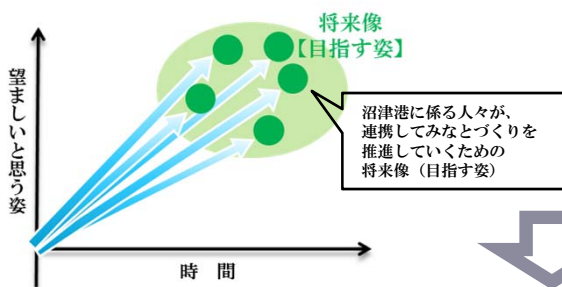 将来像
【目指す姿】
望ましいと思う姿
沼津港に係る人々が、
連携してみなとづくりを
推進していくための
将来像（目指す姿）
時　間